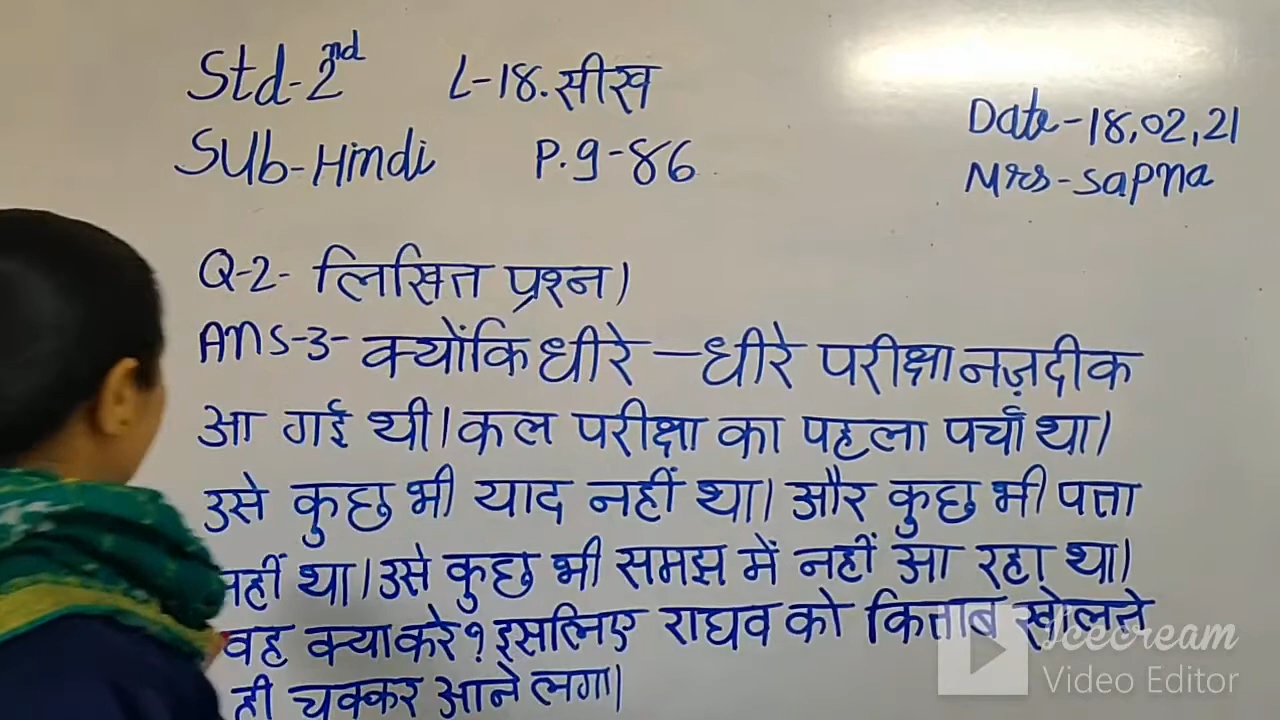 Std-2nd L-18. सीख
Sub-Hindi P.g-86
Date-18,02,21
Mrs-Sapna
Q-2- लिखित प्रश्न।
Ans-3- क्योंकि धीरे-धीरे परीक्षा नज़दीक
आ गई थी। कल परीक्षा का पहला पर्चा था।
उसे कुछ भी याद नहीं था। और कुछ भी पता
नहीं था। उसे कुछ भी समझ में नहीं आ रहा था।
वह क्या करे? इसलिए राघव को किताब खोलते
ही चक्कर आने लगा।
Icecream
Video Editor